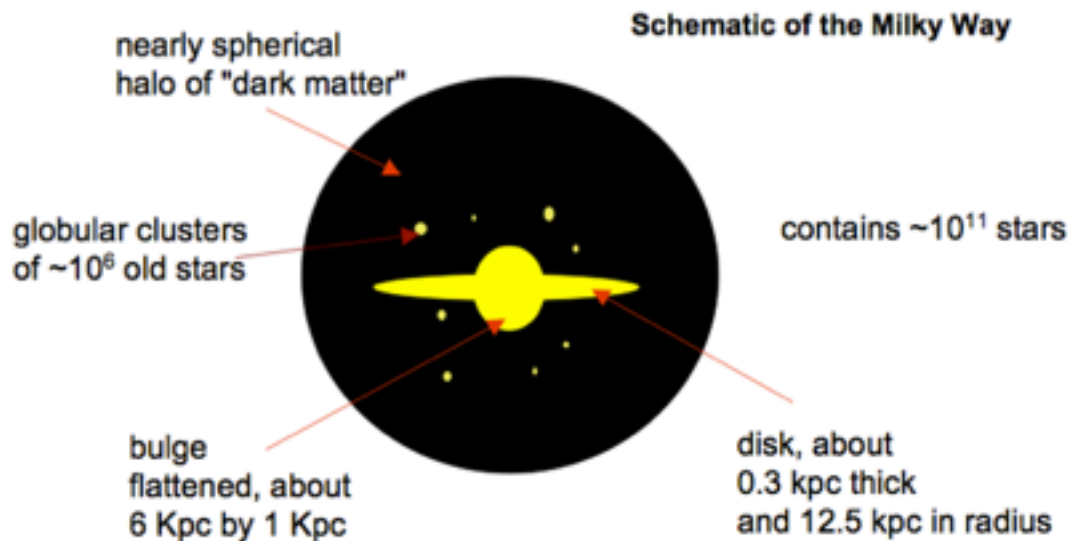 Schematic of the Milky Way
nearly spherical
halo of "dark matter"
globular clusters
of ~10⁶ old stars
contains ~10¹¹ stars
bulge
flattened, about
6 Kpc by 1 Kpc
disk, about
0.3 kpc thick
and 12.5 kpc in radius